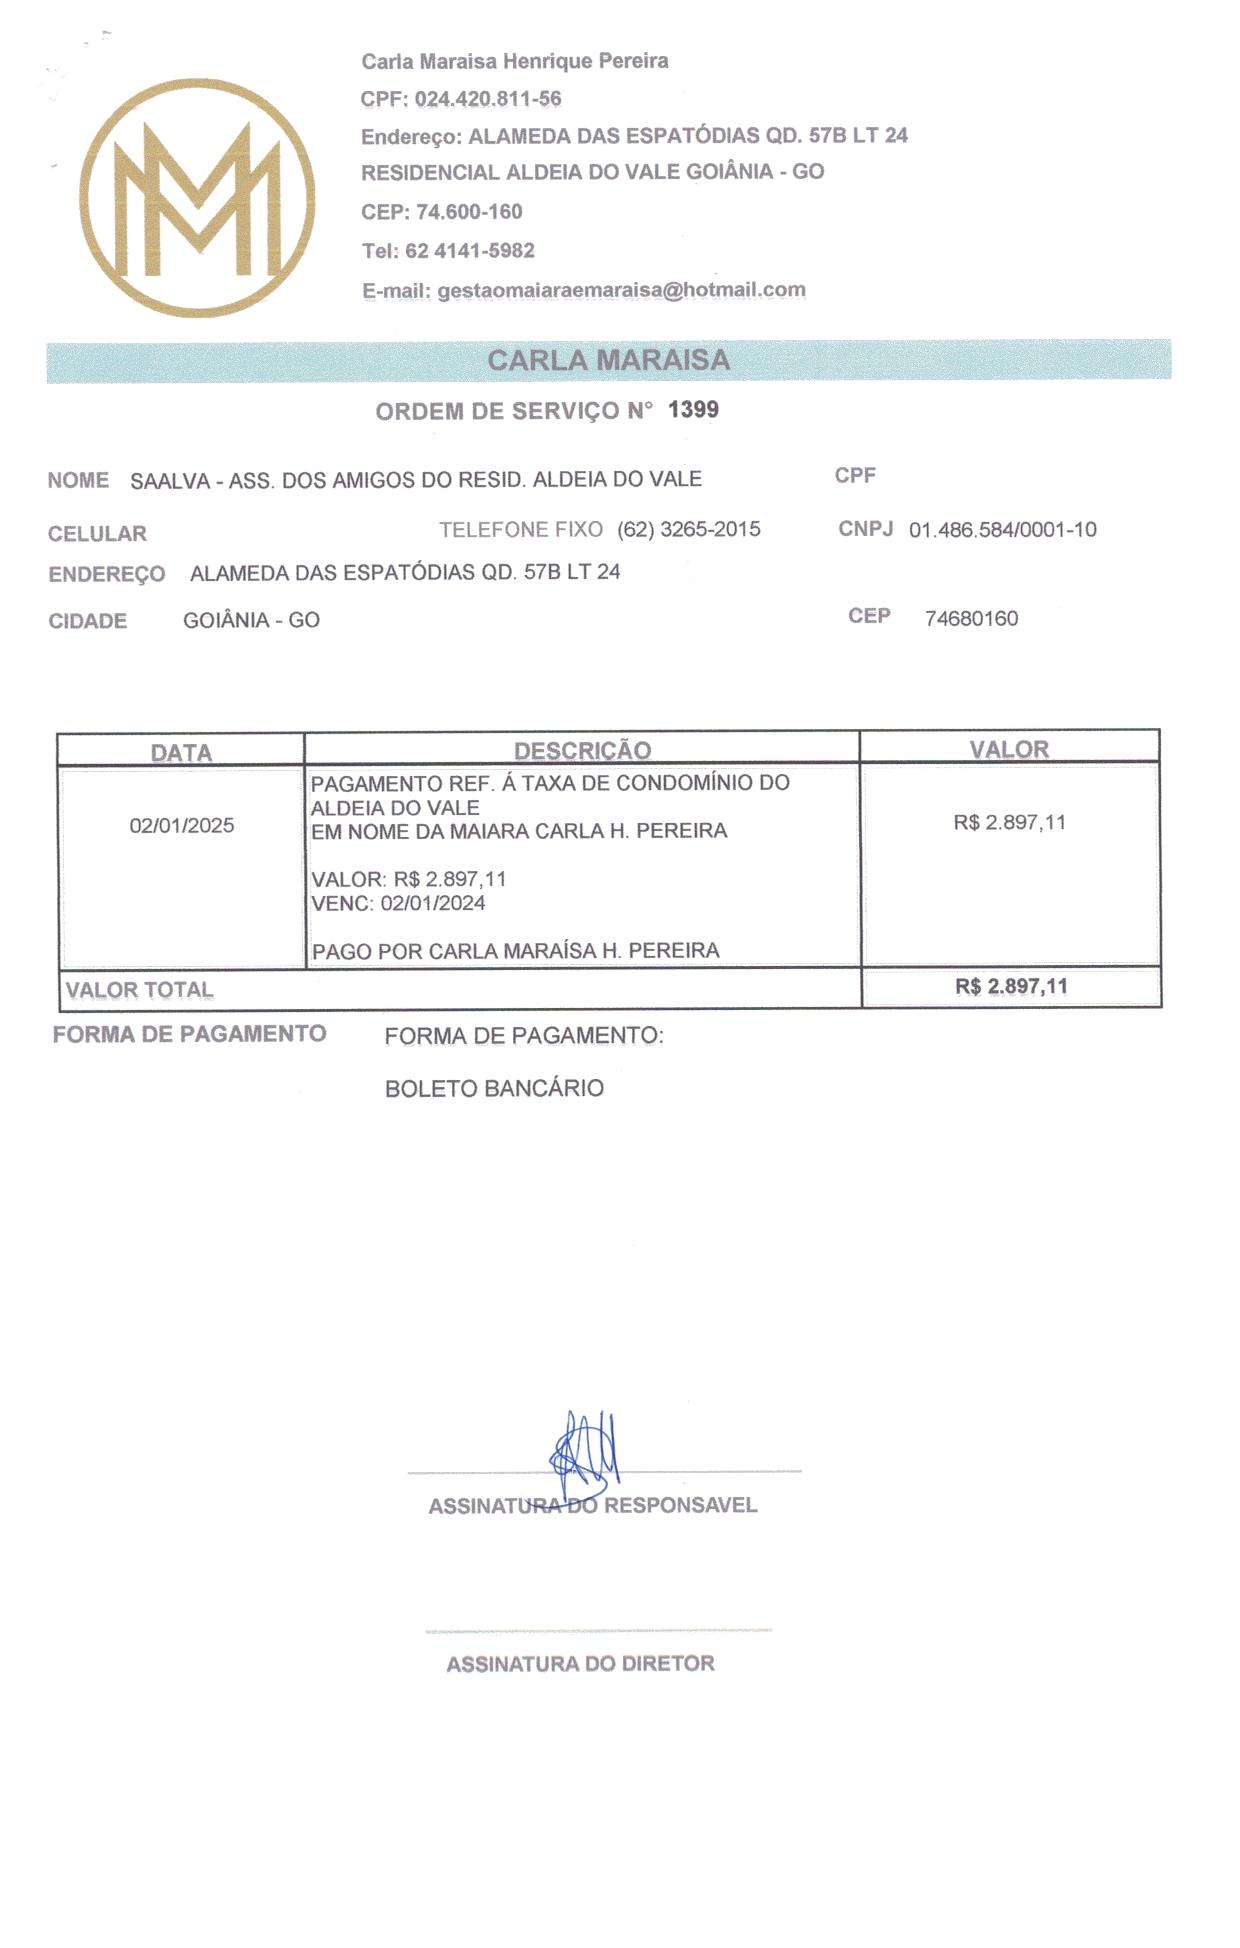 Carla Maraisa Henrique Pereira
CPF: 024.420.811-56
Endereço: ALAMEDA DAS ESPATÓDIAS QD. 57B LT 24
RESIDENCIAL ALDEIA DO VALE GOIÂNIA - GO
CEP: 74.600-160
Tel: 62 4141-5982
E-mail: gestaomaiaraemaraisa@hotmail.com
CARLA MARAISA
ORDEM DE SERVIÇO N° 1399
NOME SAALVA - ASS. DOS AMIGOS DO RESID. ALDEIA DO VALE CPF
CELULAR TELEFONE FIXO (62) 3265-2015 CNPJ 01.486.584/0001-10
ENDEREÇO ALAMEDA DAS ESPATÓDIAS QD. 57B LT 24
CIDADE GOIÂNIA - GO CEP 74680160
DATA DESCRIÇÃO VALOR
PAGAMENTO REF. Á TAXA DE CONDOMÍNIO DO
ALDEIA DO VALE
02/01/2025 EM NOME DA MAIARA CARLA H. PEREIRA R$ 2.897,11
VALOR: R$ 2.897,11
VENC: 02/01/2024
PAGO POR CARLA MARAÍSA H. PEREIRA
VALOR TOTAL R$ 2.897,11
FORMA DE PAGAMENTO FORMA DE PAGAMENTO:
BOLETO BANCÁRIO
ASSINATURA DO RESPONSAVEL
ASSINATURA DO DIRETOR